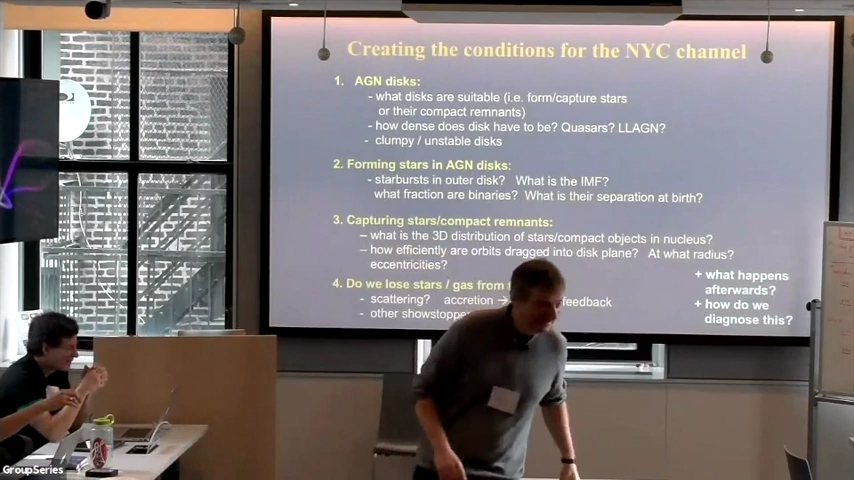 Creating the conditions for the NYC channel
1. AGN disks:
- what disks are suitable (i.e. form/capture stars
or their compact remnants)
- how dense does disk have to be? Quasars? LLAGN?
- clumpy / unstable disks
2. Forming stars in AGN disks:
- starbursts in outer disk? What is the IMF?
what fraction are binaries? What is their separation at birth?
3. Capturing stars/compact remnants:
– what is the 3D distribution of stars/compact objects in nucleus?
– how efficiently are orbits dragged into disk plane? At what radius?
eccentricities?
4. Do we lose stars / gas from
- scattering? accretion → feedback
- other showstoppe
+ what happens
afterwards?
+ how do we
diagnose this?
GroupSeries